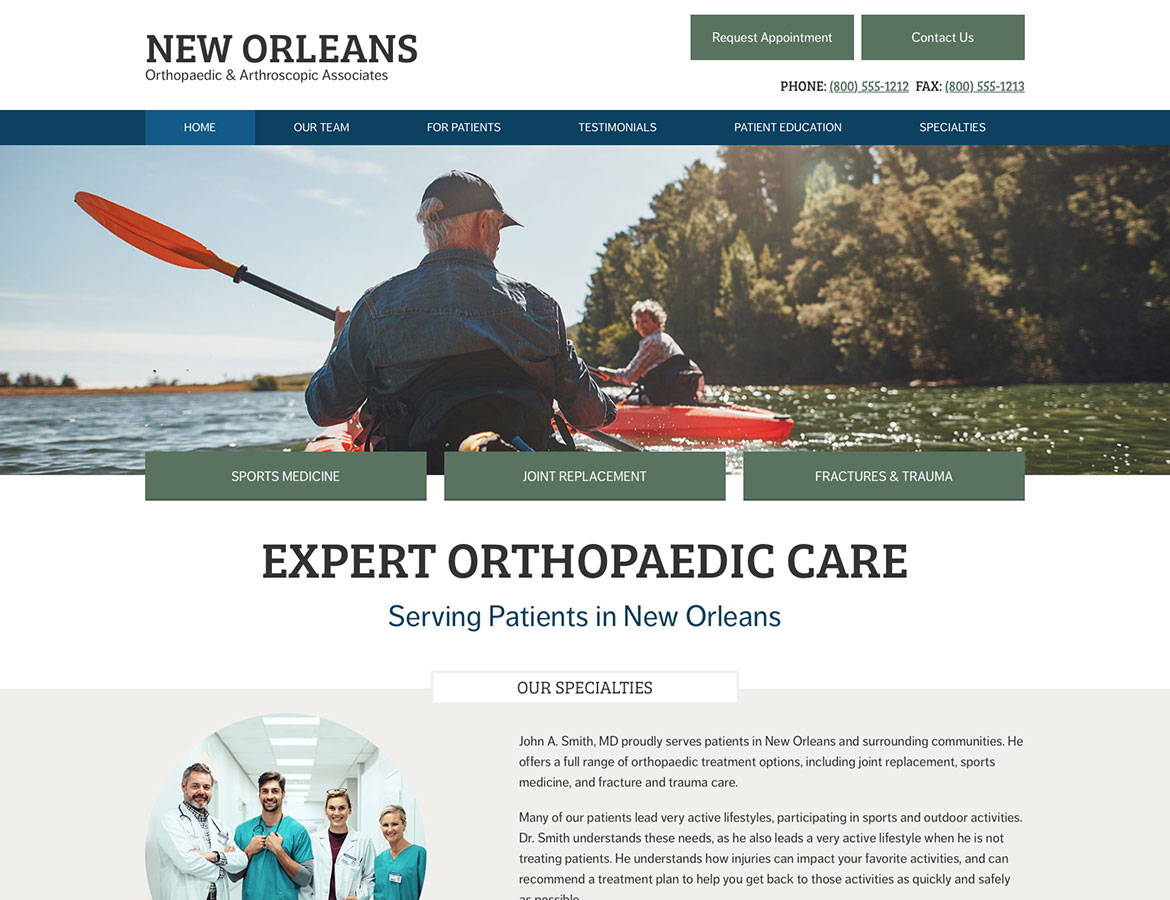 NEW ORLEANS
Orthopaedic & Arthroscopic Associates
Request Appointment
Contact Us
PHONE: (800) 555-1212 FAX: (800) 555-1213
HOME
OUR TEAM
FOR PATIENTS
TESTIMONIALS
PATIENT EDUCATION
SPECIALTIES
SPORTS MEDICINE
JOINT REPLACEMENT
FRACTURES & TRAUMA
EXPERT ORTHOPAEDIC CARE
Serving Patients in New Orleans
OUR SPECIALTIES
John A. Smith, MD proudly serves patients in New Orleans and surrounding communities. He
offers a full range of orthopaedic treatment options, including joint replacement, sports
medicine, and fracture and trauma care.
Many of our patients lead very active lifestyles, participating in sports and outdoor activities.
Dr. Smith understands these needs, as he also leads a very active lifestyle when he is not
treating patients. He understands how injuries can impact your favorite activities, and can
recommend a treatment plan to help you get back to those activities as quickly and safely
as possible.